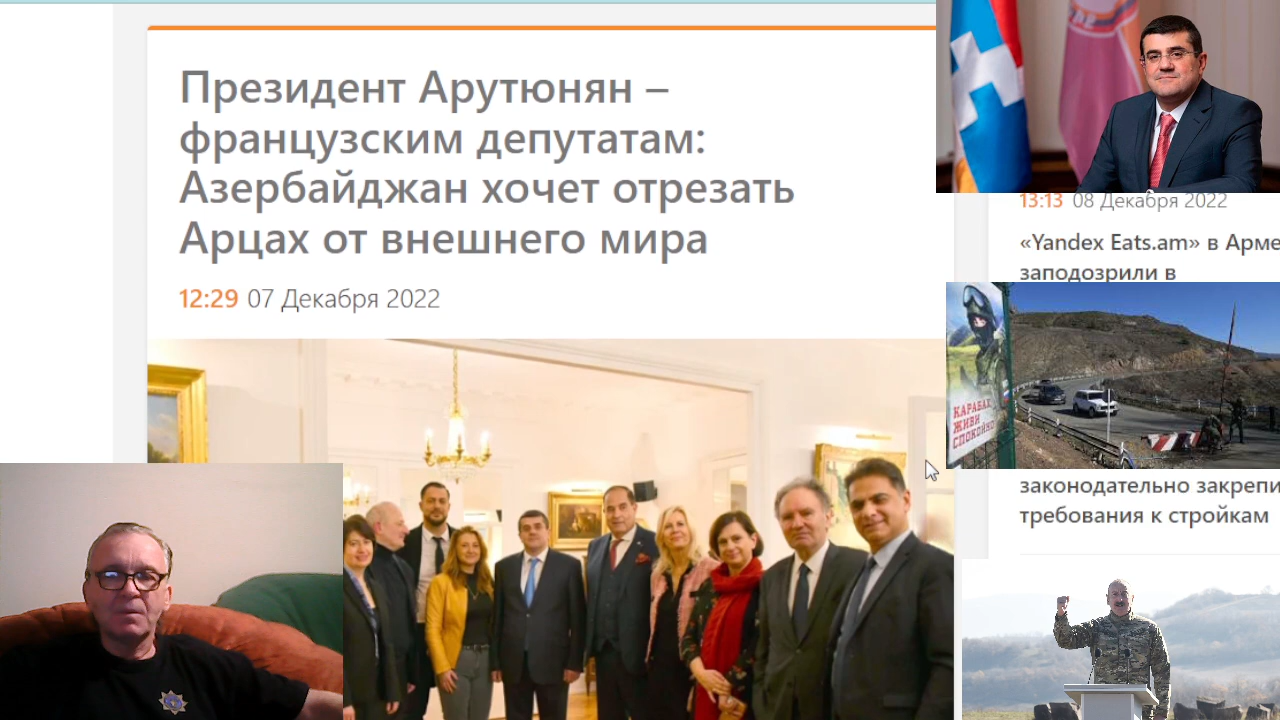 Президент Арутюнян –
французским депутатам:
Азербайджан хочет отрезать
Арцах от внешнего мира
12:29 07 Декабря 2022
13:13 08 Декабря 2022
«Yandex Eats.am» в Арме
заподозрили в
КАРАБАХ
ЖИВИ
СПОКОЙНО
законодательно закрепи
требования к стройкам